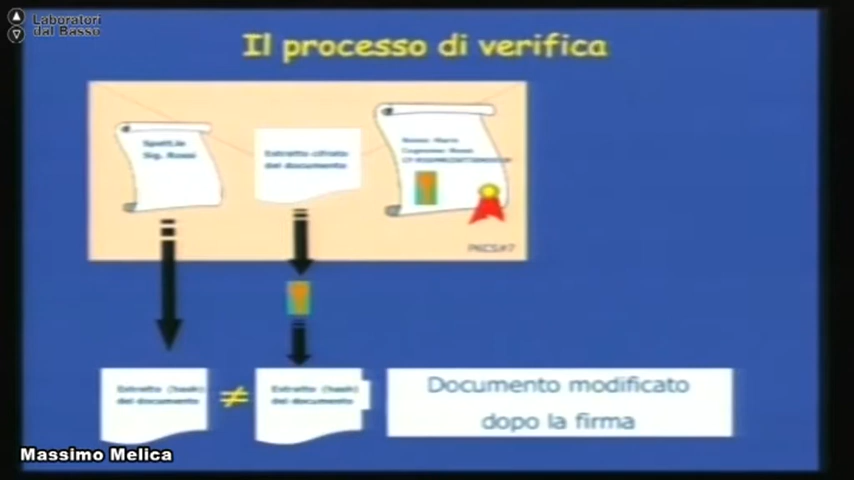 Laboratori
dal Basso
Il processo di verifica
Spett.le
Sig. Rossi
Estratto cifrato
del documento
Nome: Mario
Cognome: Rossi
PKCS#7
Estratto (hash)
del documento
≠
Estratto (hash)
del documento
Documento modificato
dopo la firma
Massimo Melica